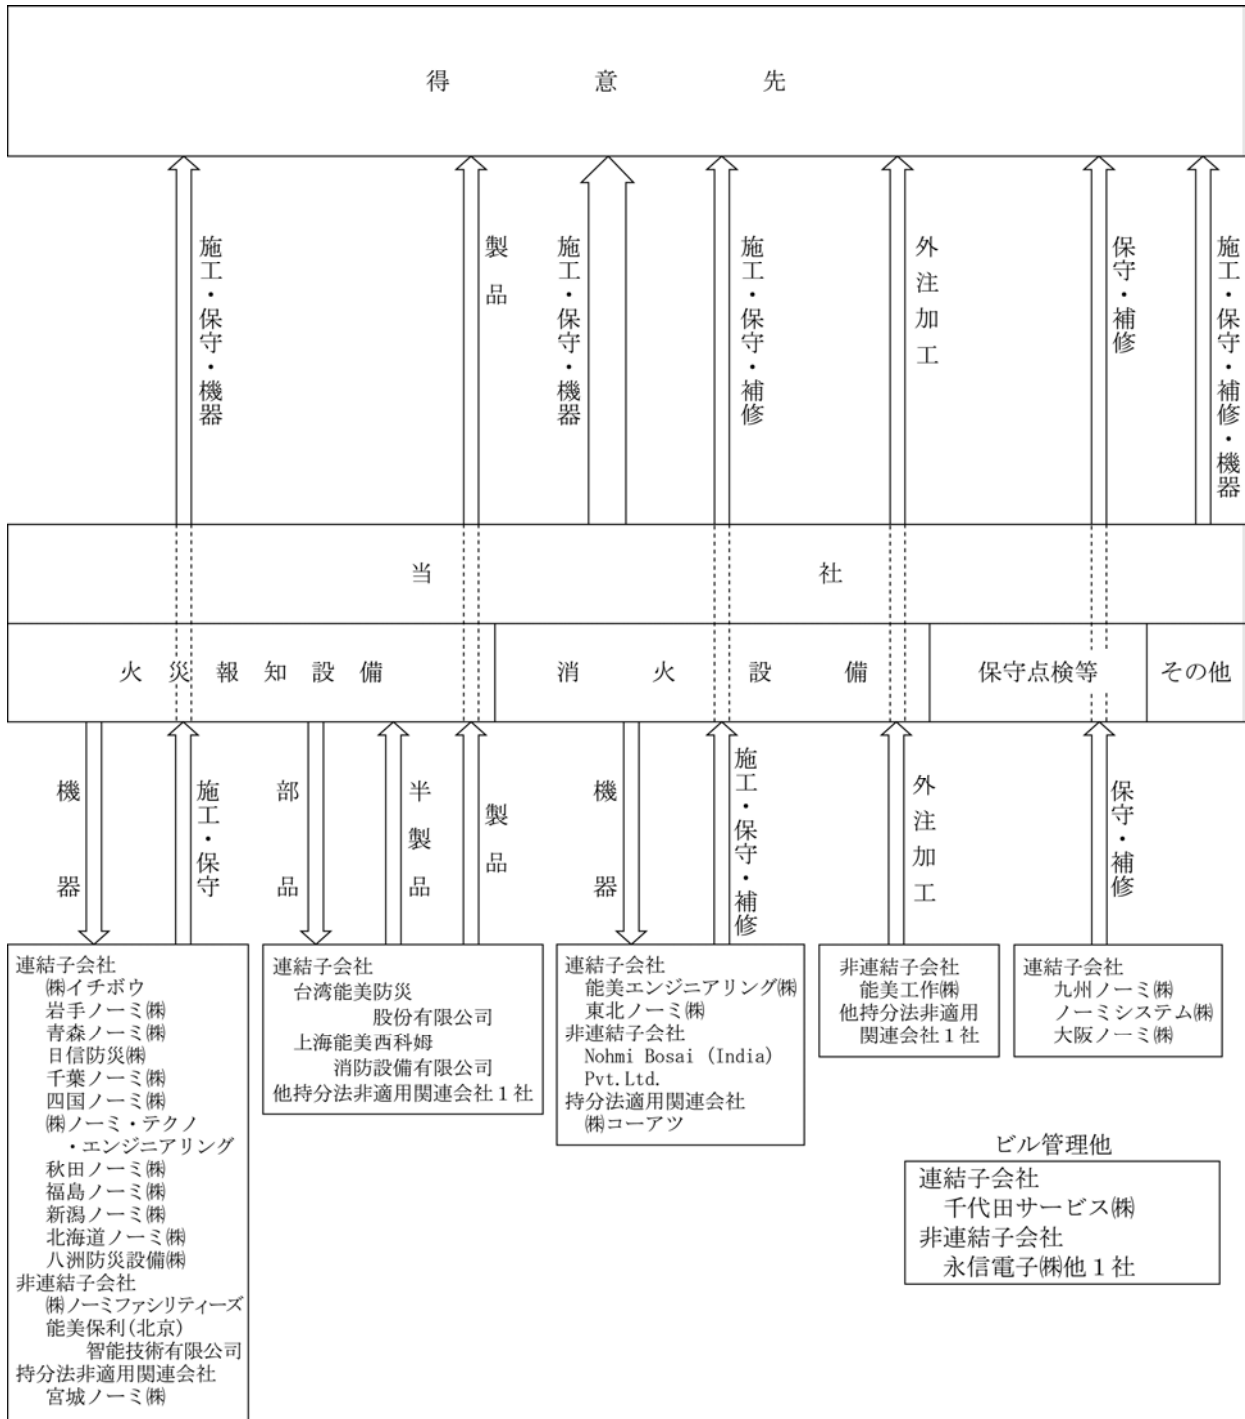 得意先
施工・保守・機器
製品
施工・保守・機器
施工・保守・補修
外注加工
保守・補修
施工・保守・補修・機器
当社
火災報知設備
消火設備
保守点検等
その他
機器
施工・保守
部品
半製品
製品
機器
施工・保守・補修
外注加工
保守・補修
連結子会社
㈱イチボウ
岩手ノーミ㈱
青森ノーミ㈱
日信防災㈱
千葉ノーミ㈱
四国ノーミ㈱
㈱ノーミ・テクノ
・エンジニアリング
秋田ノーミ㈱
福島ノーミ㈱
新潟ノーミ㈱
北海道ノーミ㈱
八洲防災設備㈱
非連結子会社
㈱ノーミファシリティーズ
能美保利(北京)
智能技術有限公司
持分法非適用関連会社
宮城ノーミ㈱
連結子会社
台湾能美防災
股份有限公司
上海能美西科姆
消防設備有限公司
他持分法非適用関連会社1社
連結子会社
能美エンジニアリング㈱
東北ノーミ㈱
非連結子会社
Nohmi Bosai (India)
Pvt.Ltd.
持分法適用関連会社
㈱コーアツ
非連結子会社
能美工作㈱
他持分法非適用
関連会社1社
連結子会社
九州ノーミ㈱
ノーミシステム㈱
大阪ノーミ㈱
ビル管理他
連結子会社
千代田サービス㈱
非連結子会社
永信電子㈱他1社